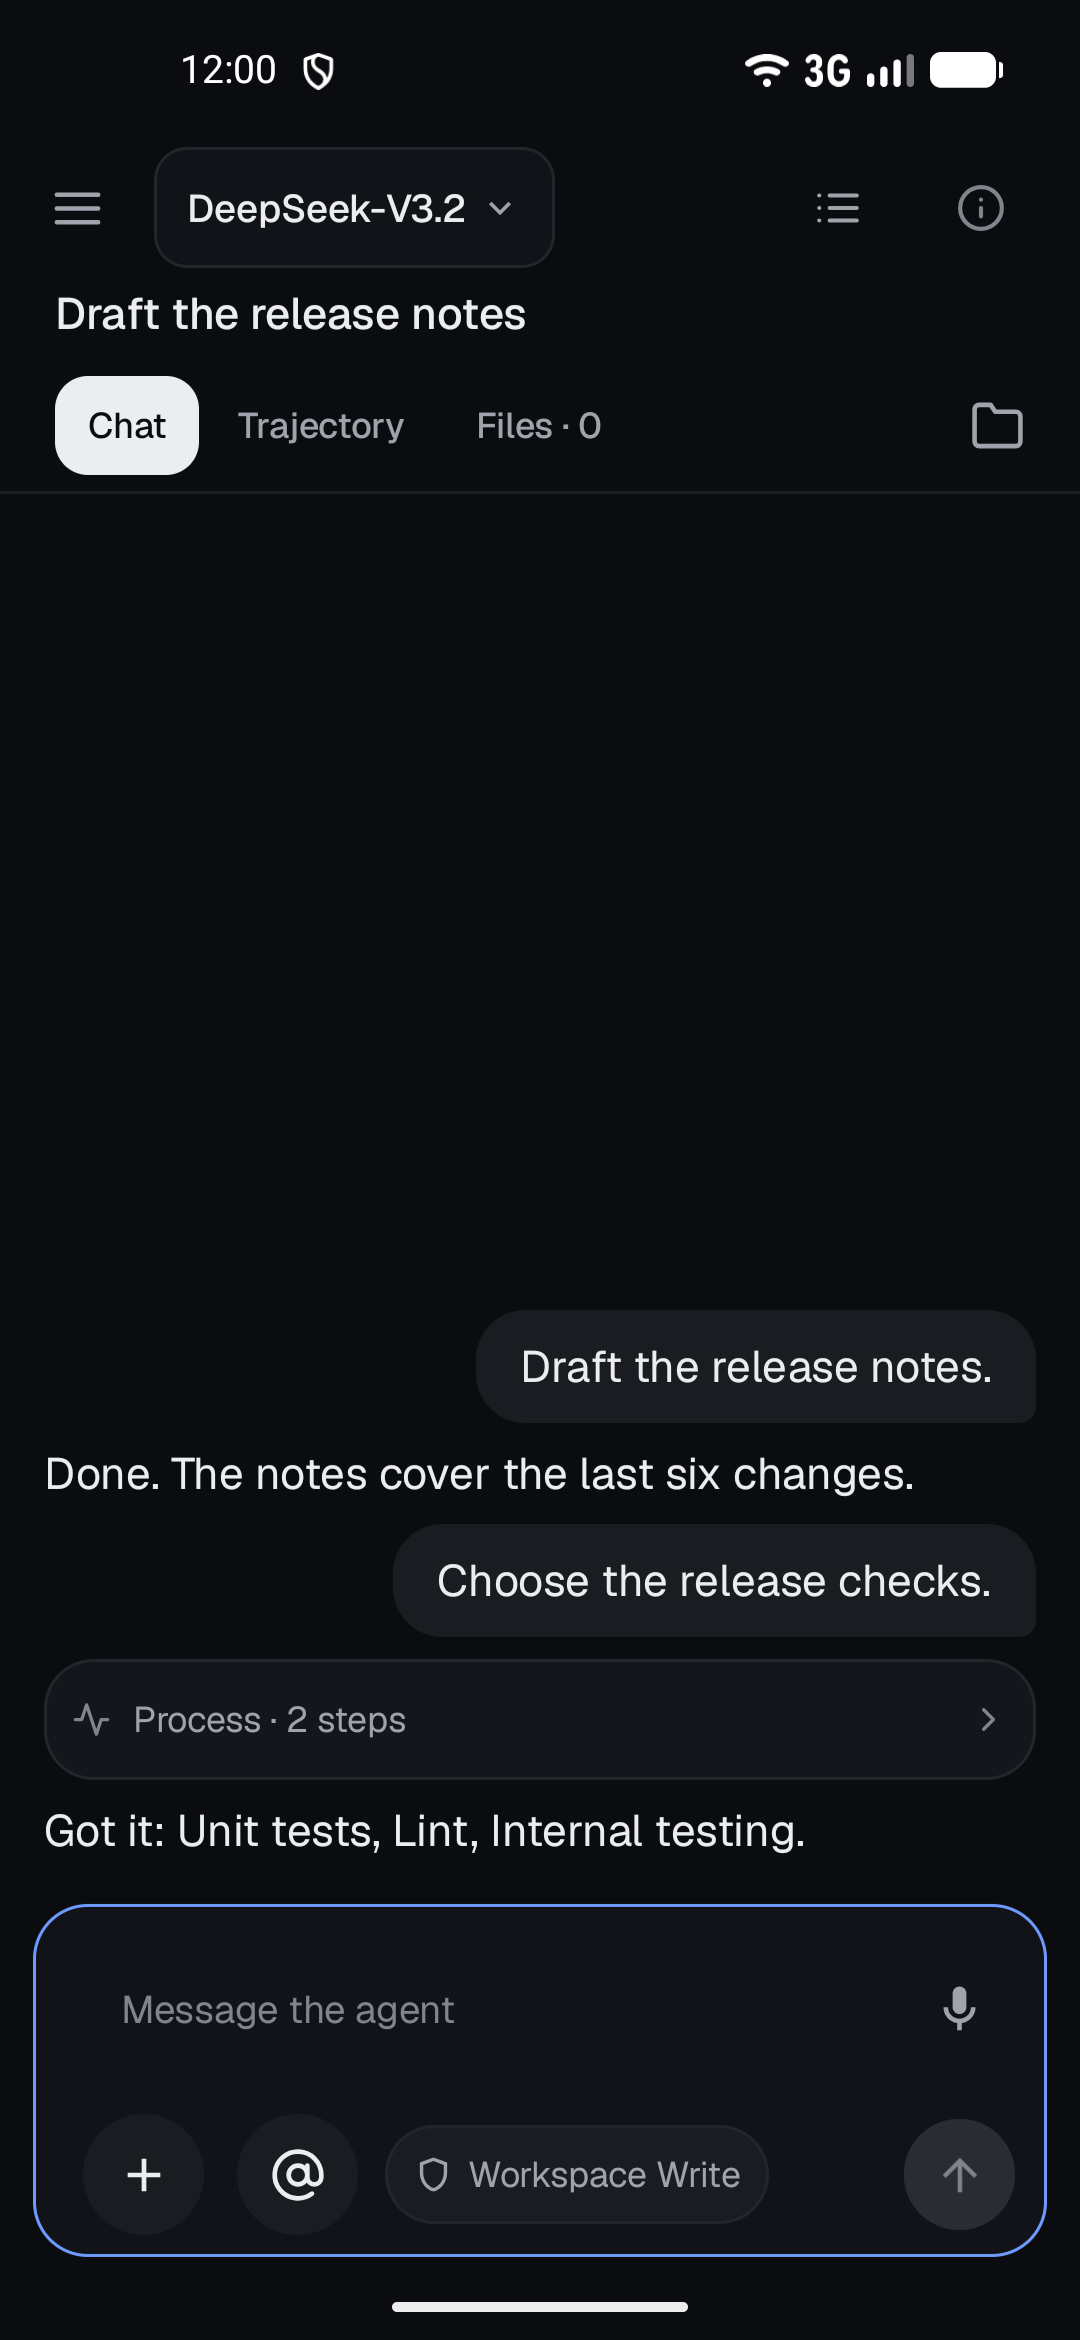 12:00
3G
DeepSeek-V3.2
Draft the release notes
Chat
Trajectory
Files · 0
Draft the release notes.
Done. The notes cover the last six changes.
Choose the release checks.
Process · 2 steps
Got it: Unit tests, Lint, Internal testing.
Message the agent
Workspace Write